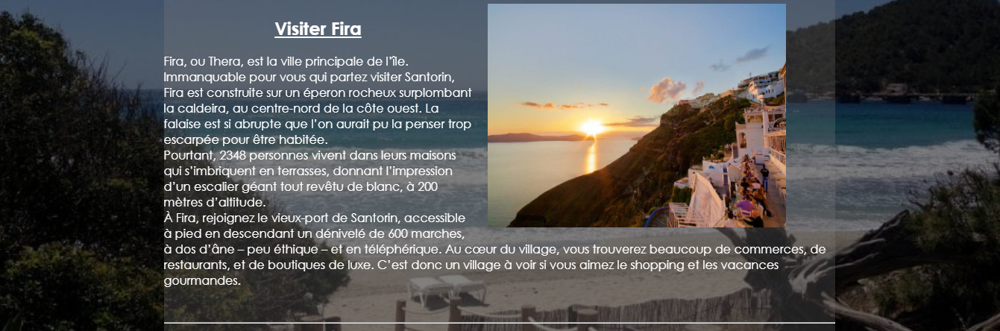 Visiter Fira
Fira, ou Thera, est la ville principale de l’île.
Immanquable pour vous qui partez visiter Santorin,
Fira est construite sur un éperon rocheux surplombant
la caldeira, au centre-nord de la côte ouest. La
falaise est si abrupte que l’on aurait pu la penser trop
escarpée pour être habitée.
Pourtant, 2348 personnes vivent dans leurs maisons
qui s’imbriquent en terrasses, donnant l’impression
d’un escalier géant tout revêtu de blanc, à 200
mètres d’altitude.
À Fira, rejoignez le vieux-port de Santorin, accessible
à pied en descendant un dénivelé de 600 marches,
à dos d’âne – peu éthique – et en téléphérique. Au cœur du village, vous trouverez beaucoup de commerces, de
restaurants, et de boutiques de luxe. C’est donc un village à voir si vous aimez le shopping et les vacances
gourmandes.